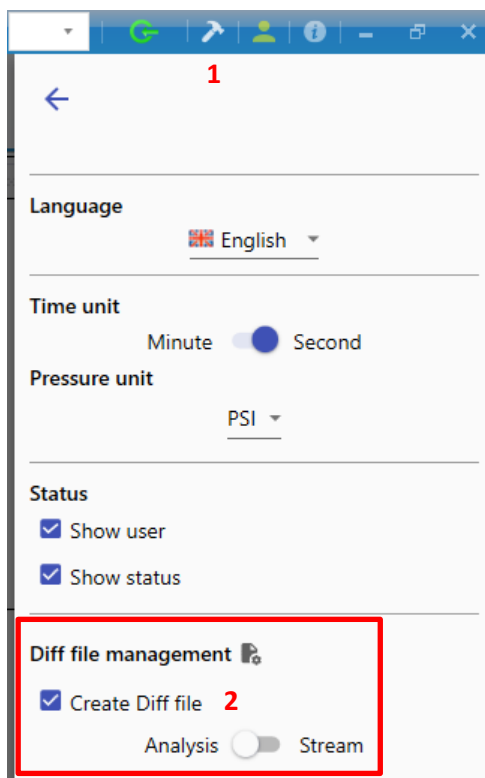 1
Language
English
Time unit
Minute Second
Pressure unit
PSI
Status
Show user
Show status
Diff file management
Create Diff file 2
Analysis Stream